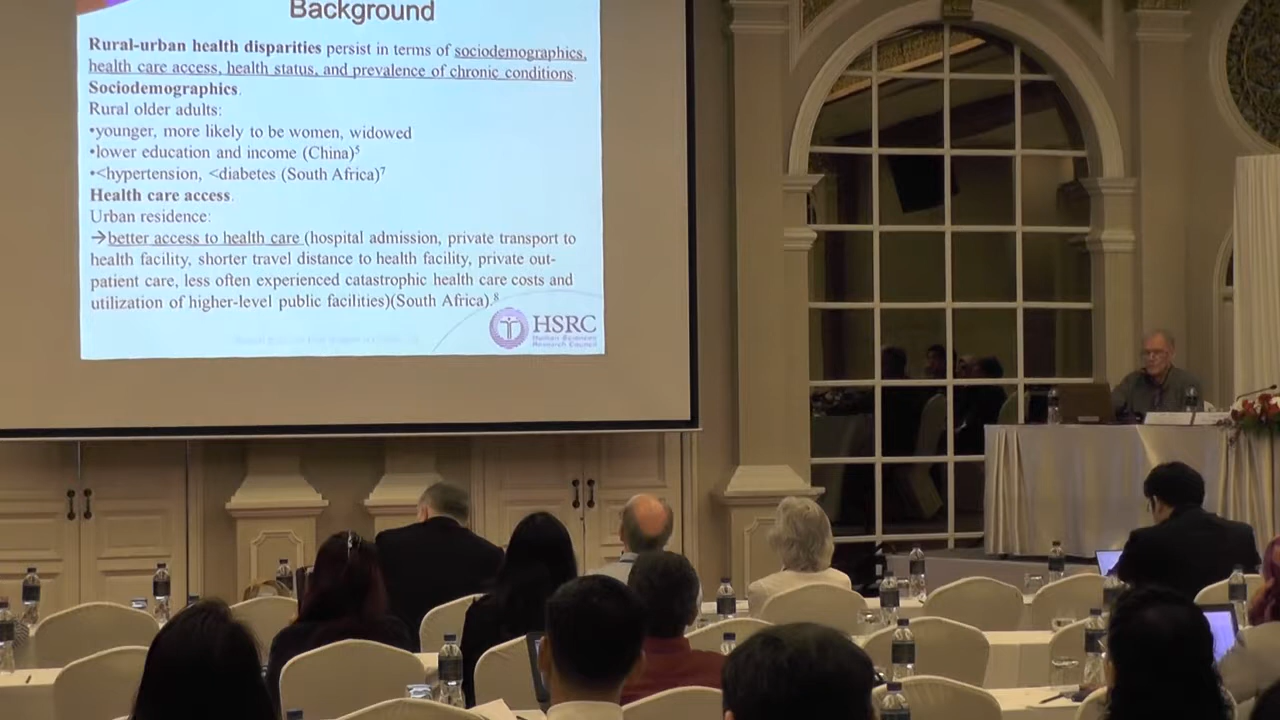 Background
Rural-urban health disparities persist in terms of sociodemographics,
health care access, health status, and prevalence of chronic conditions.
Sociodemographics.
Rural older adults:
•younger, more likely to be women, widowed
•lower education and income (China)5
•<hypertension, <diabetes (South Africa)7
Health care access.
Urban residence:
→better access to health care (hospital admission, private transport to
health facility, shorter travel distance to health facility, private out-
patient care, less often experienced catastrophic health care costs and
utilization of higher-level public facilities)(South Africa).8
HSRC
Human Sciences
Research Council